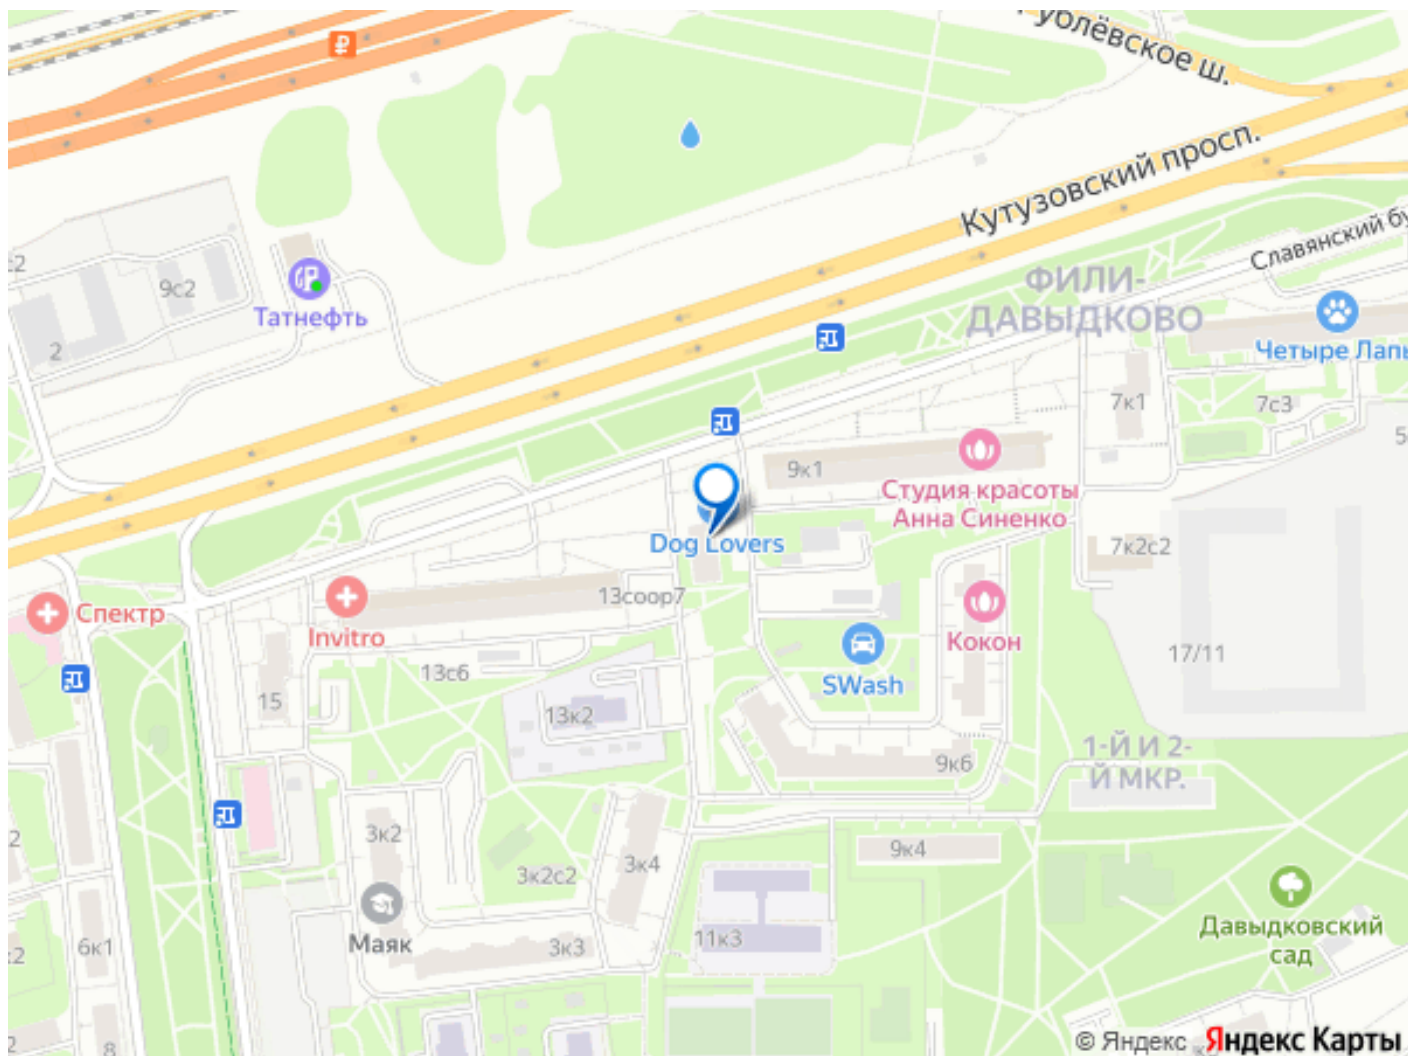 Рублёвское ш.
Кутузовский просп.
Славянский бу
ФИЛИ-
ДАВЫДКОВО
9с2
2
Татнефть
Четыре Лапы
7к1
7с3
9к1
Студия красоты
Анна Синенко
Dog Lovers
7к2с2
13соор7
Спектр
Invitro
Кокон
17/11
13с6
SWash
15
13к2
1-Й И 2-
Й МКР.
9к6
3к2
3к4
9к4
3к2с2
Маяк
6к1
3к3
11к3
Давыдковский
сад
8
© Яндекс Яндекс Карты